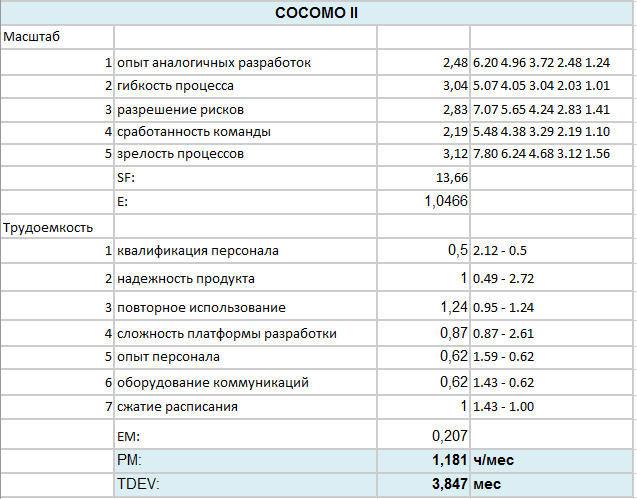 COCOMO II
Масштаб
1 опыт аналогичных разработок 2,48 6.20 4.96 3.72 2.48 1.24
2 гибкость процесса 3,04 5.07 4.05 3.04 2.03 1.01
3 разрешение рисков 2,83 7.07 5.65 4.24 2.83 1.41
4 сработанность команды 2,19 5.48 4.38 3.29 2.19 1.10
5 зрелость процессов 3,12 7.80 6.24 4.68 3.12 1.56
SF: 13,66
E: 1,0466
Трудоемкость
1 квалификация персонала 0,5 2.12 - 0.5
2 надежность продукта 1 0.49 - 2.72
3 повторное использование 1,24 0.95 - 1.24
4 сложность платформы разработки 0,87 0.87 - 2.61
5 опыт персонала 0,62 1.59 - 0.62
6 оборудование коммуникаций 0,62 1.43 - 0.62
7 сжатие расписания 1 1.43 - 1.00
EM: 0,207
PM: 1,181 ч/мес
TDEV: 3,847 мес